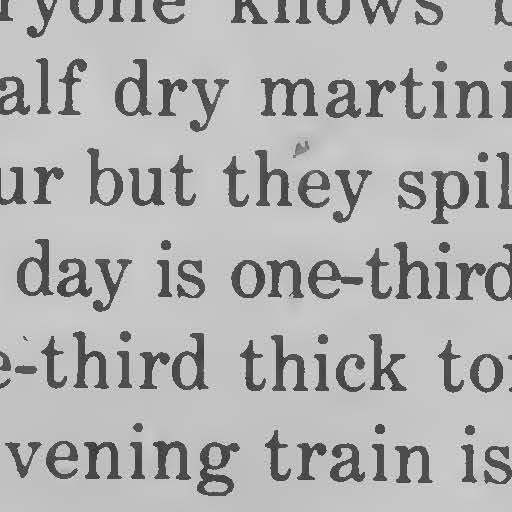 ryone knows
alf dry martini
ur but they spil
day is one-third
e-third thick to
vening train is